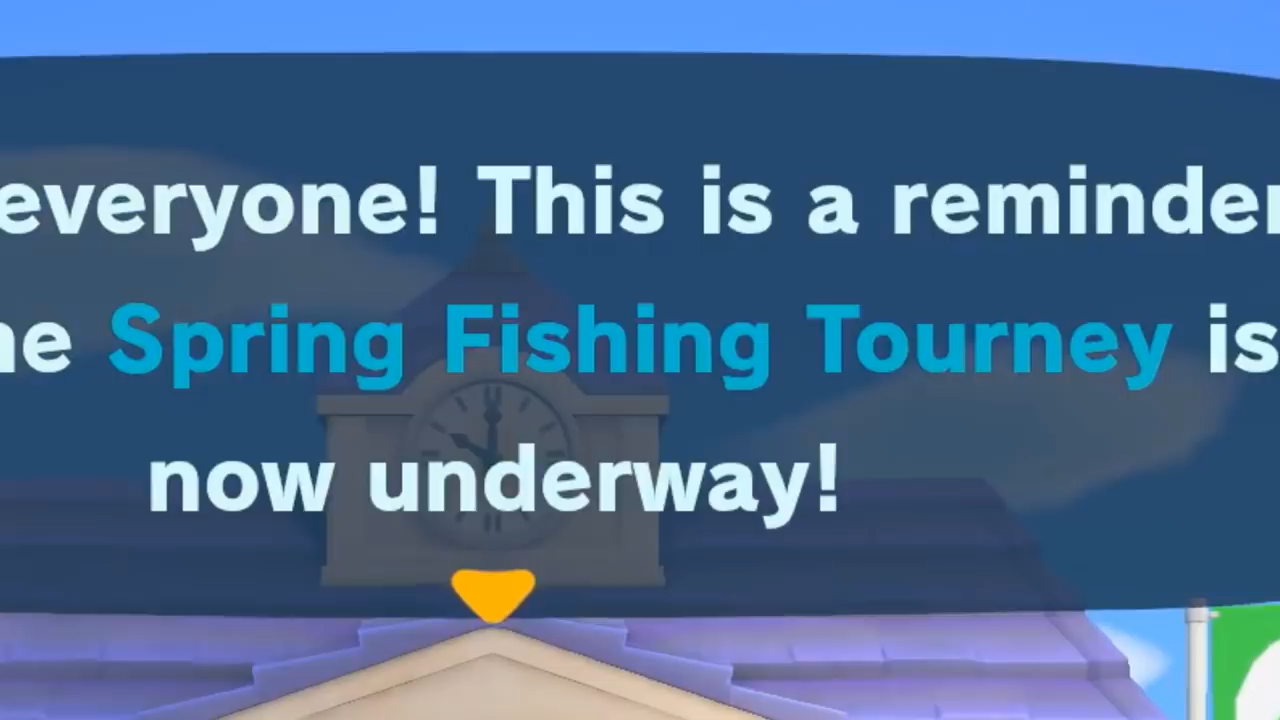 everyone! This is a reminder
Spring Fishing Tourney is
now underway!